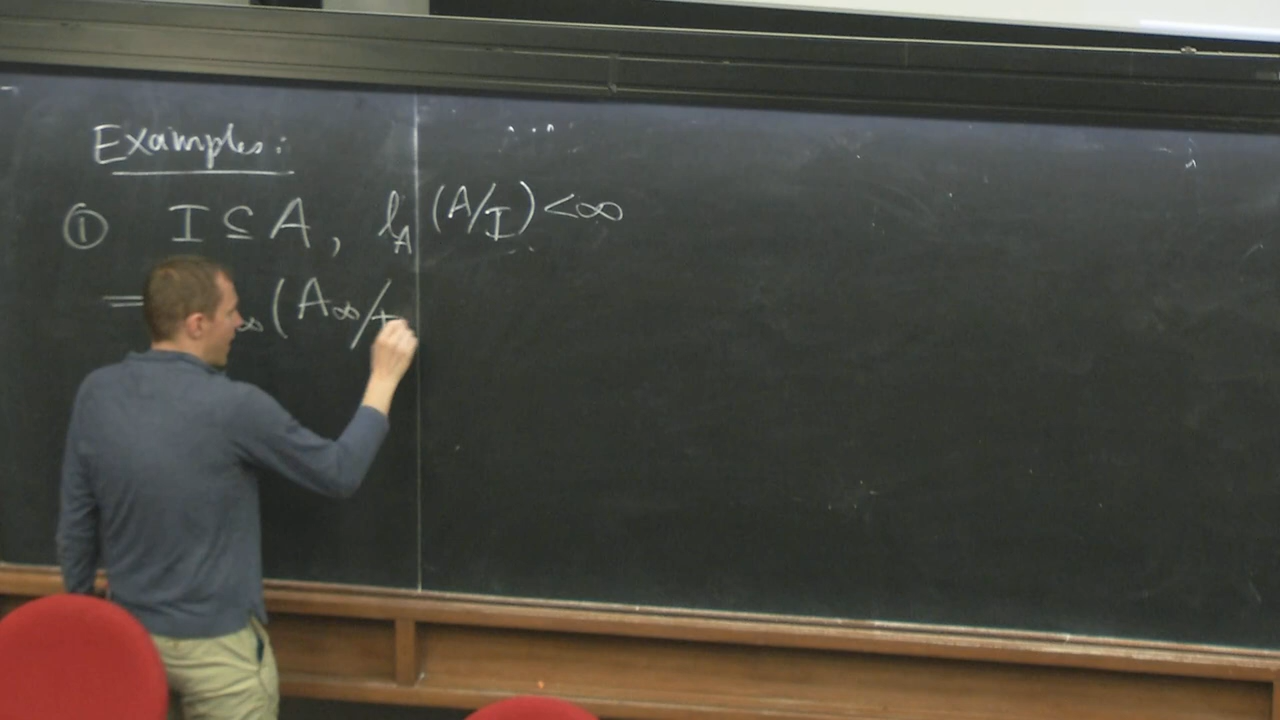 Examples:
① I ⊆ A, l_A(A/I) < ∞
= ∞(A∞/